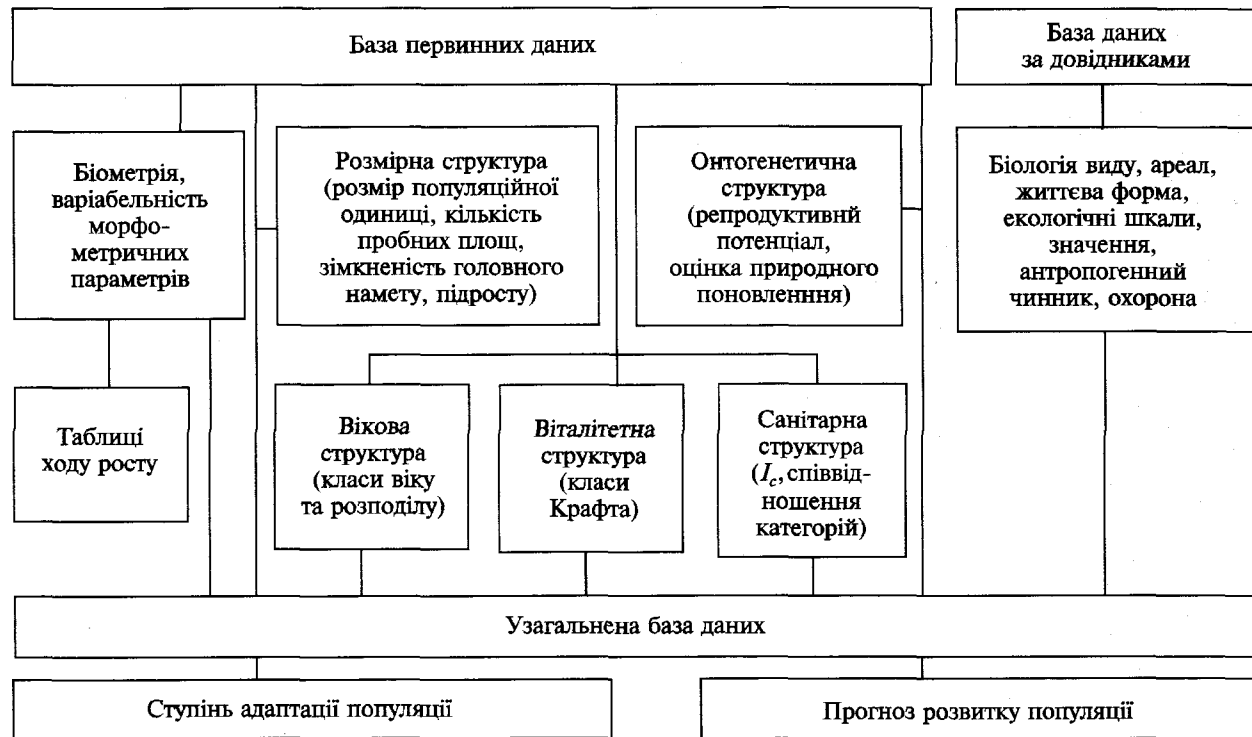 База первинних даних
База даних
за довідниками
Біометрія,
варіабельність
морфо-
метричних
параметрів
Розмірна структура
(розмір популяційної
одиниці, кількість
пробних площ,
зімкненість головного
намету, підросту)
Онтогенетична
структура
(репродуктивнй
потенціал,
оцінка природного
поновленння)
Біологія виду, ареал,
життєва форма,
екологічні шкали,
значення,
антропогенний
чинник, охорона
Таблиці
ходу росту
Вікова
структура
(класи віку
та розподілу)
Віталітетна
структура
(класи
Крафта)
Санітарна
структура
(I_c, співвід-
ношення
категорій)
Узагальнена база даних
Ступінь адаптації популяції
Прогноз розвитку популяції